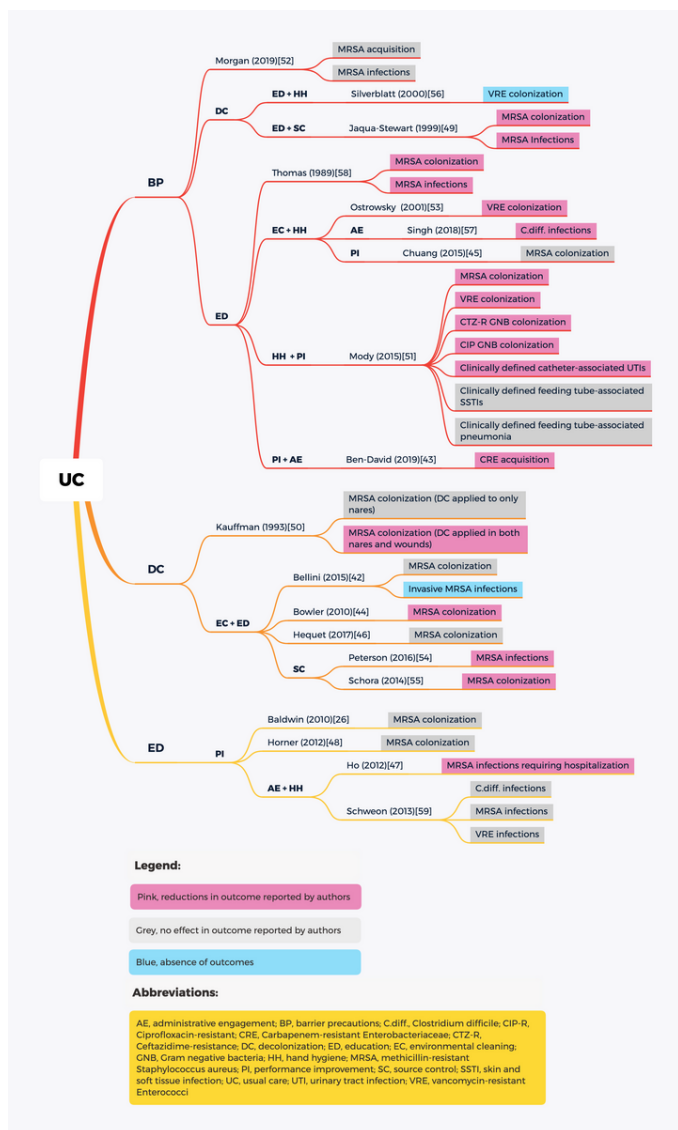 Morgan (2019)[52]
MRSA acquisition
MRSA infections
BP
DC
ED + HH
Silverblatt (2000)[56]
VRE colonization
ED + SC
Jaqua-Stewart (1999)[49]
MRSA colonization
MRSA Infections
ED
Thomas (1989)[58]
MRSA colonization
MRSA infections
EC + HH
Ostrowsky (2001)[53]
VRE colonization
AE
Singh (2018)[57]
C.diff. infections
PI
Chuang (2015)[45]
MRSA colonization
HH + PI
Mody (2015)[51]
MRSA colonization
VRE colonization
CTZ-R GNB colonization
CIP GNB colonization
Clinically defined catheter-associated UTIs
Clinically defined feeding tube-associated
SSTIs
Clinically defined feeding tube-associated
pneumonia
PI + AE
Ben-David (2019)[43]
CRE acquisition
UC
DC
Kauffman (1993)[50]
MRSA colonization (DC applied to only
nares)
MRSA colonization (DC applied in both
nares and wounds)
EC + ED
Bellini (2015)[42]
MRSA colonization
Invasive MRSA infections
Bowler (2010)[44]
MRSA colonization
Hequet (2017)[46]
MRSA colonization
SC
Peterson (2016)[54]
MRSA infections
Schora (2014)[55]
MRSA colonization
ED
PI
Baldwin (2010)[26]
MRSA colonization
Horner (2012)[48]
MRSA colonization
AE + HH
Ho (2012)[47]
MRSA infections requiring hospitalization
Schweon (2013)[59]
C.diff. infections
MRSA infections
VRE infections
Legend:
Pink, reductions in outcome reported by authors
Grey, no effect in outcome reported by authors
Blue, absence of outcomes
Abbreviations:
AE, administrative engagement; BP, barrier precautions; C.diff., Clostridium difficile; CIP-R,
Ciprofloxacin-resistant; CRE, Carbapenem-resistant Enterobacteriaceae; CTZ-R,
Ceftazidime-resistance; DC, decolonization; ED, education; EC, environmental cleaning;
GNB, Gram negative bacteria; HH, hand hygiene; MRSA, methicillin-resistant
Staphylococcus aureus; PI, performance improvement; SC, source control; SSTI, skin and
soft tissue infection; UC, usual care; UTI, urinary tract infection; VRE, vancomycin-resistant
Enterococci